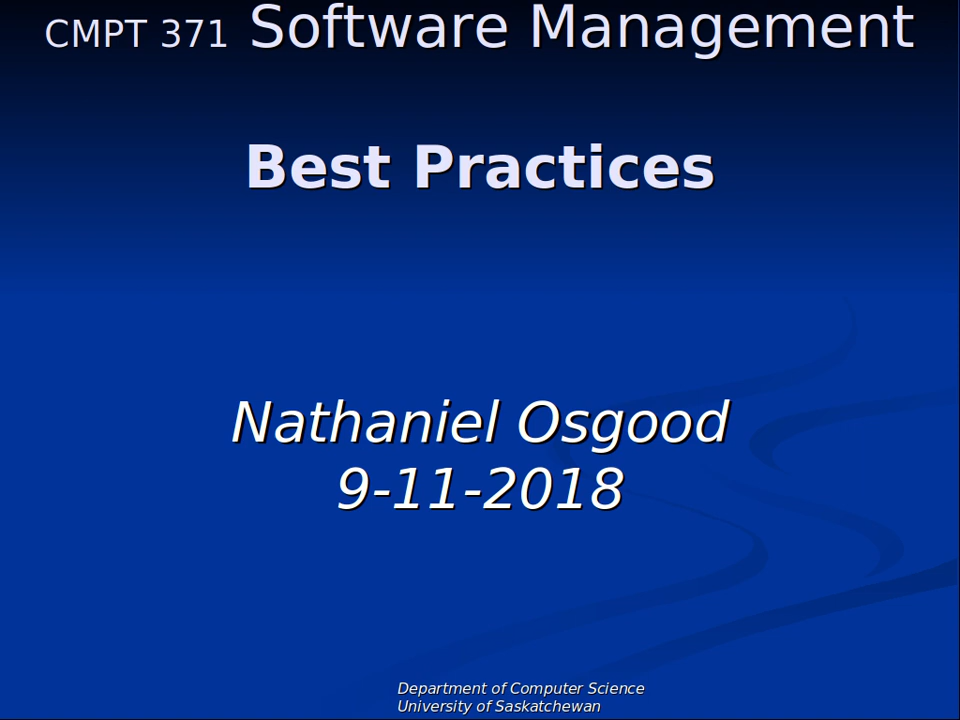 CMPT 371 Software Management
Best Practices
Nathaniel Osgood
9-11-2018
Department of Computer Science
University of Saskatchewan